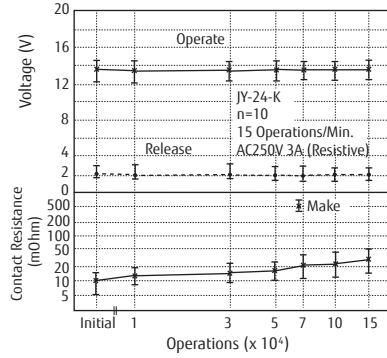 Voltage (V)
20
16
12
8
4
2
0
Operate
JY-24-K
n=10
15 Operations/Min.
AC250V 3A (Resistive)
Release
Contact Resistance
(mOhm)
500
200
100
50
20
10
5
Make
Initial 1 3 5 7 10 15
Operations (x 10⁴)